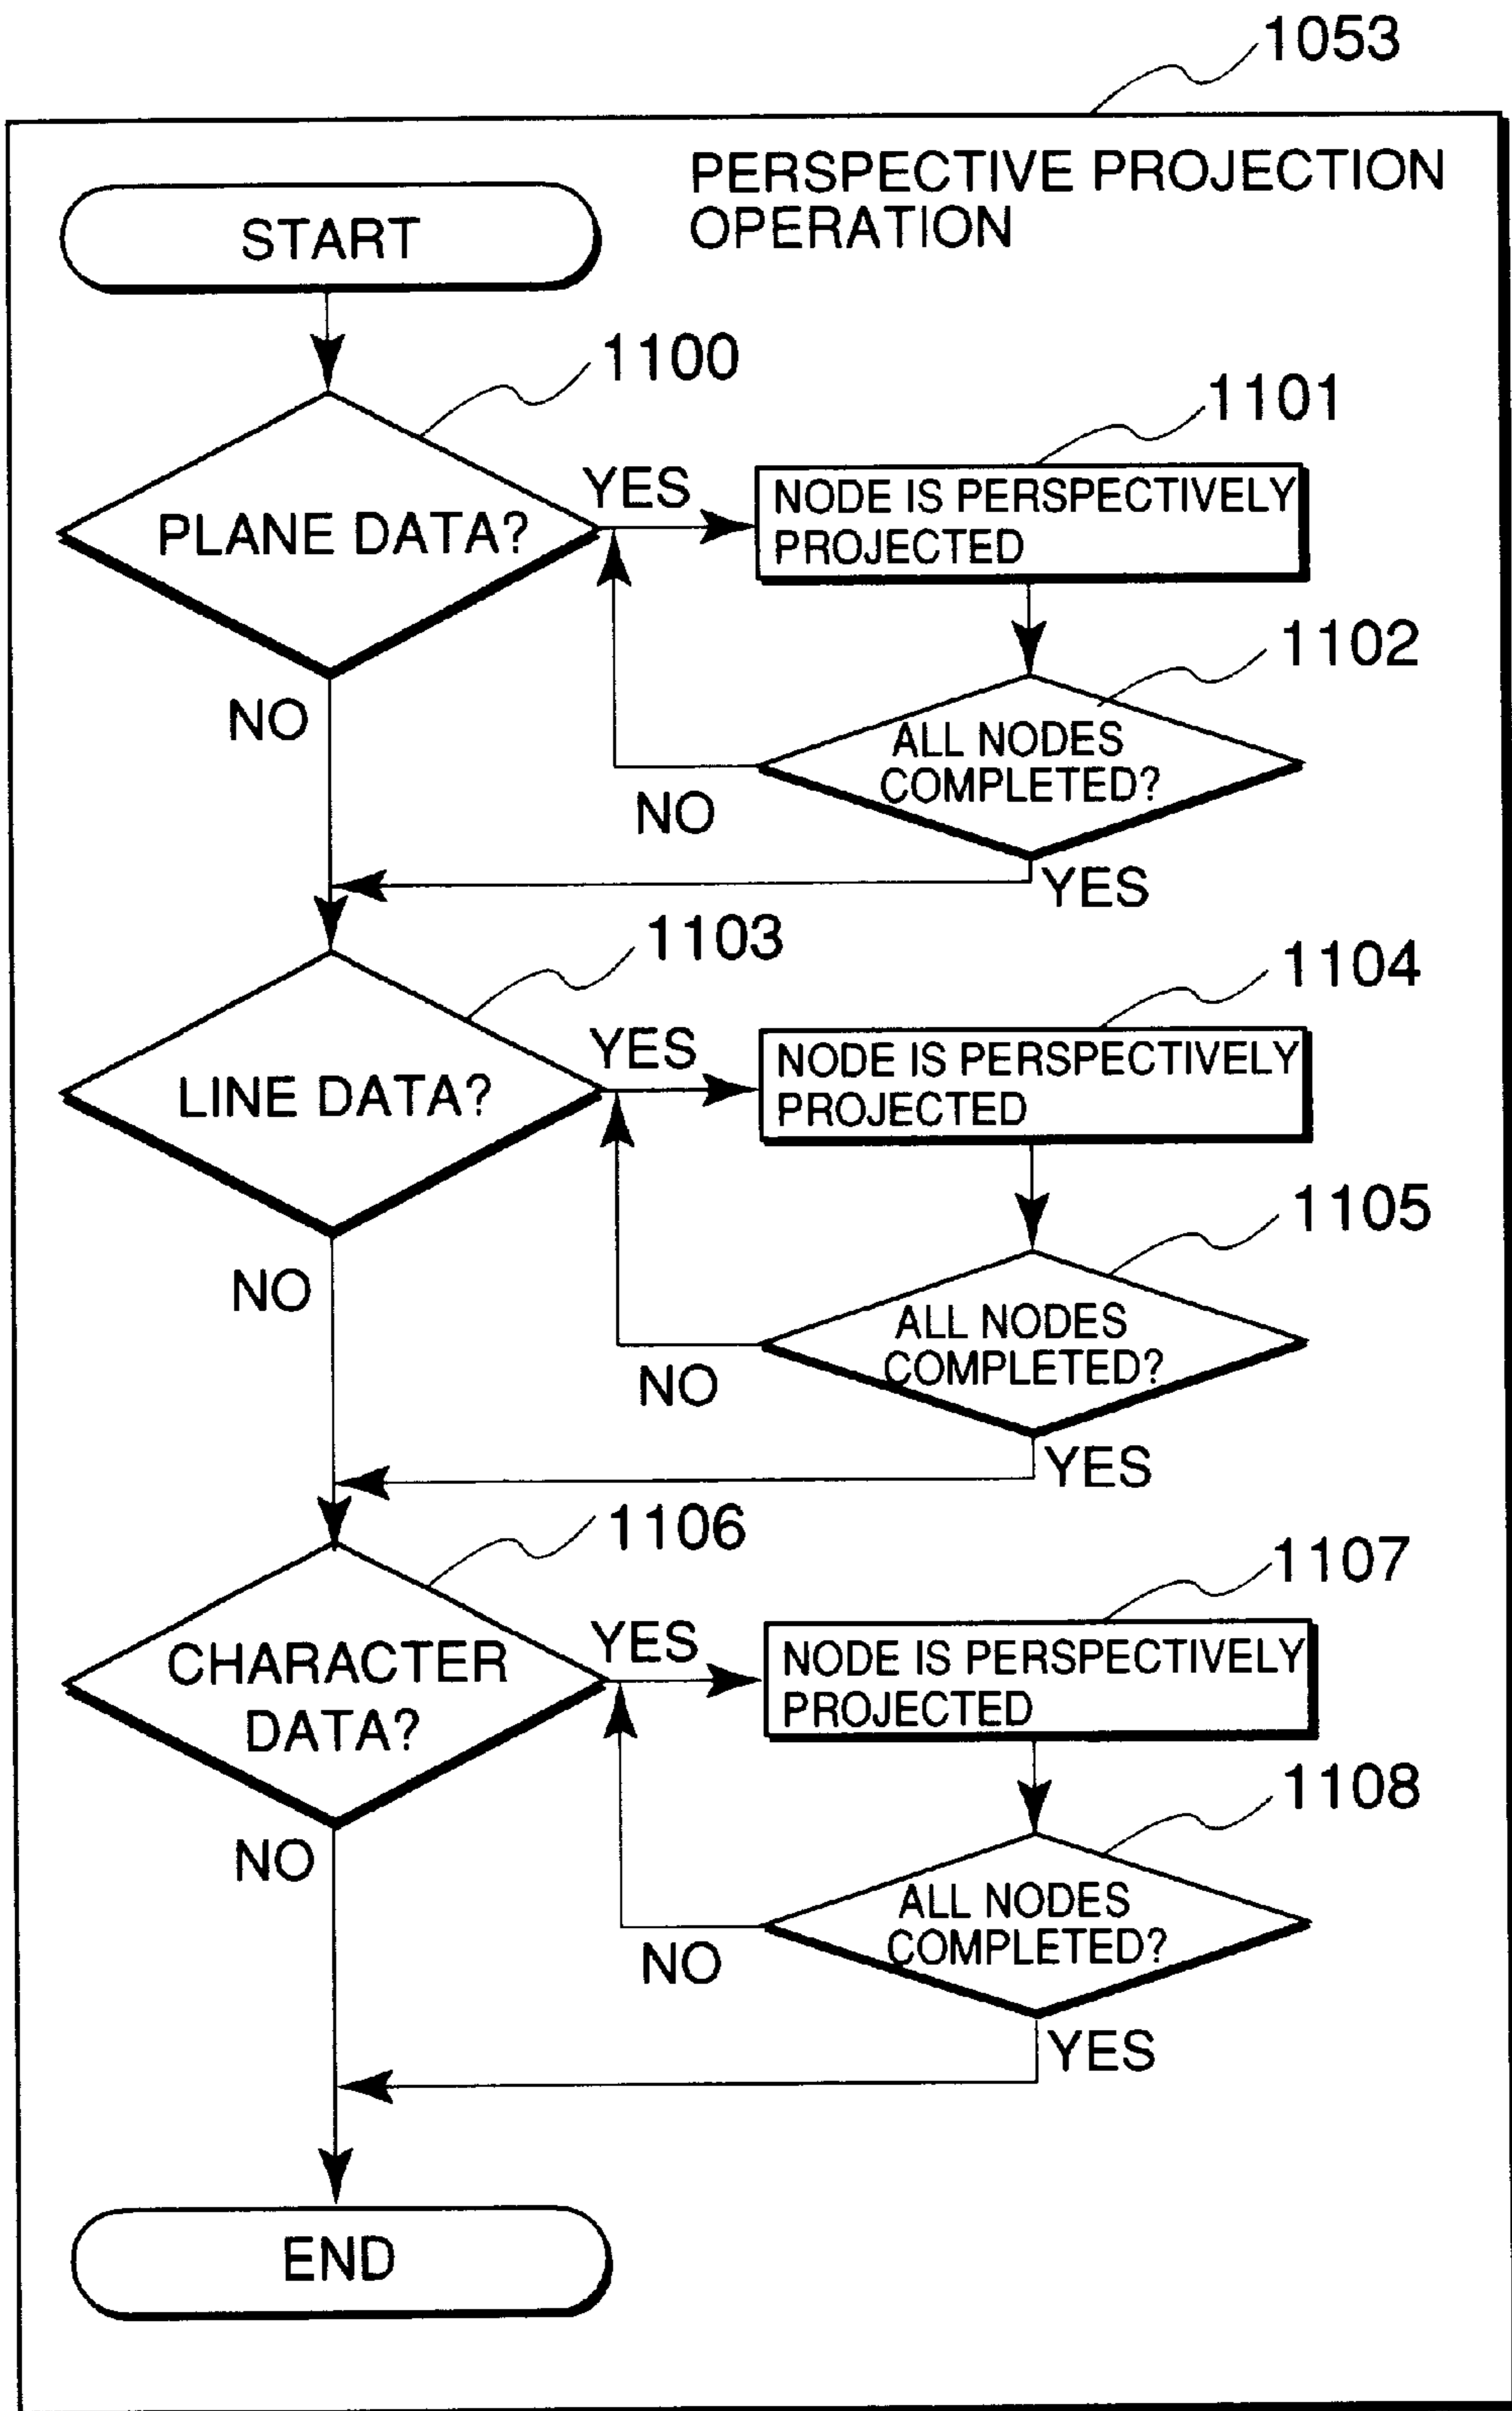 1053
PERSPECTIVE PROJECTION
OPERATION
START
1100
1101
PLANE DATA?
YES
NODE IS PERSPECTIVELY
PROJECTED
1102
NO
ALL NODES
COMPLETED?
NO
YES
1103
1104
LINE DATA?
YES
NODE IS PERSPECTIVELY
PROJECTED
1105
NO
ALL NODES
COMPLETED?
NO
YES
1106
1107
CHARACTER
DATA?
YES
NODE IS PERSPECTIVELY
PROJECTED
1108
NO
ALL NODES
COMPLETED?
NO
YES
END